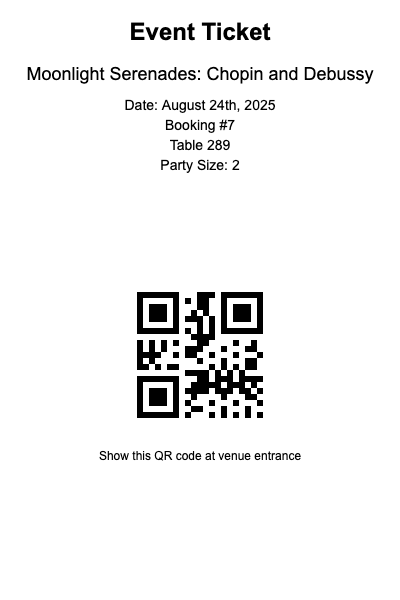 Event Ticket
Moonlight Serenades: Chopin and Debussy
Date: August 24th, 2025
Booking #7
Table 289
Party Size: 2
Show this QR code at venue entrance